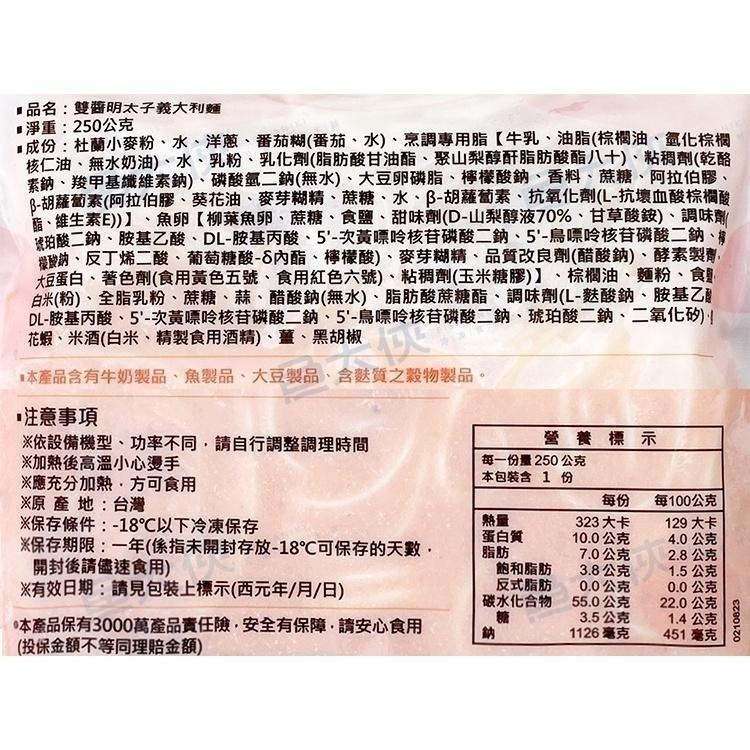 品名：雙醬明太子義大利麵
淨重：250公克
成份：杜蘭小麥粉、水、洋蔥、番茄糊(番茄、水)、烹調專用脂【牛乳、油脂(棕櫚油、氫化棕櫚
核仁油、無水奶油)、水、乳粉、乳化劑(脂肪酸甘油酯、聚山梨醇酐脂肪酸酯八十)、粘稠劑(乾酪
素鈉、羧甲基纖維素鈉)、磷酸氫二鈉(無水)、大豆卵磷脂、檸檬酸鈉、香料、蔗糖、阿拉伯膠、
β-胡蘿蔔素(阿拉伯膠、葵花油、麥芽糊精、蔗糖、水、β-胡蘿蔔素、抗氧化劑(L-抗壞血酸棕櫚酸
酯、維生素E))】、魚卵【柳葉魚卵、蔗糖、食鹽、甜味劑(D-山梨醇液70%、甘草酸銨)、調味劑(
琥珀酸二鈉、胺基乙酸、DL-胺基丙酸、5'-次黃嘌呤核苷磷酸二鈉、5'-鳥嘌呤核苷磷酸二鈉、
檬酸鈉、反丁烯二酸、葡萄糖酸-δ內酯、檸檬酸)、麥芽糊精、品質改良劑(醋酸鈉)、酵素製劑
大豆蛋白、著色劑(食用黃色五號、食用紅色六號)、粘稠劑(玉米糖膠)】、棕櫚油、麵粉、食鹽
白米(粉)、全脂乳粉、蔗糖、蒜、醋酸鈉(無水)、脂肪酸蔗糖酯、調味劑(L-麩酸鈉、胺基乙酸
DL-胺基丙酸、5'-次黃嘌呤核苷磷酸二鈉、5'-鳥嘌呤核苷磷酸二鈉、琥珀酸二鈉、二氧化矽)、
花蝦、米酒(白米、精製食用酒精)、薑、黑胡椒
本產品含有牛奶製品、魚製品、大豆製品、含麩質之穀物製品。
注意事項
※依設備機型、功率不同，請自行調整調理時間
※加熱後高溫小心燙手
※應充分加熱，方可食用
※原 產 地：台灣
※保存條件：-18℃以下冷凍保存
※保存期限：一年(係指未開封存放-18℃可保存的天數，
開封後請儘速食用)
※有效日期：請見包裝上標示(西元年/月/日)
本產品保有3000萬產品責任險，安全有保障，請安心食用
(投保金額不等同理賠金額)
營 養 標 示
每一份量 250 公克
本包裝含 1 份
每份 每100公克
熱量 323 大卡 129 大卡
蛋白質 10.0 公克 4.0 公克
脂肪 7.0 公克 2.8 公克
飽和脂肪 3.8 公克 1.5 公克
反式脂肪 0.0 公克 0.0 公克
碳水化合物 55.0 公克 22.0 公克
糖 3.5 公克 1.4 公克
鈉 1126 毫克 451 毫克
0210823